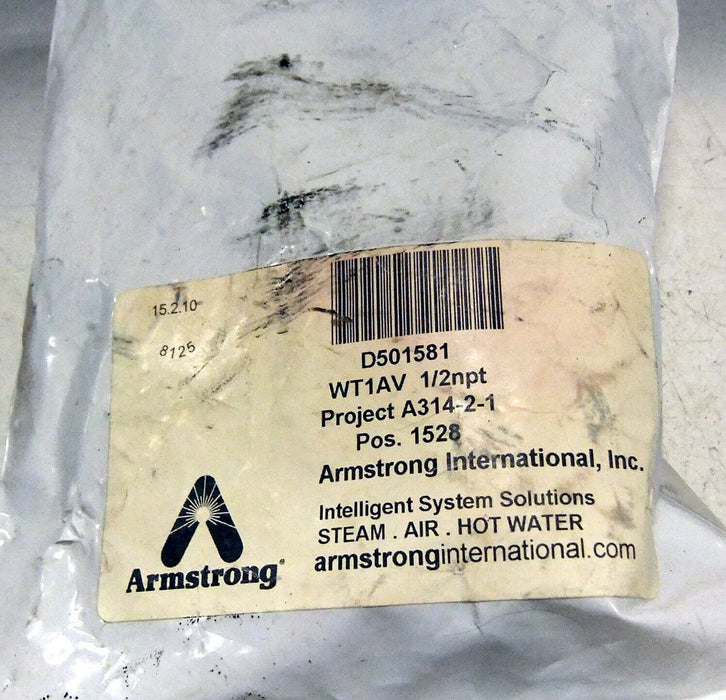 15.2.10
8125
D501581
WT1AV 1/2npt
Project A314-2-1
Pos. 1528
Armstrong International, Inc.
Intelligent System Solutions
STEAM . AIR . HOT WATER
armstronginternational.com
Armstrong®